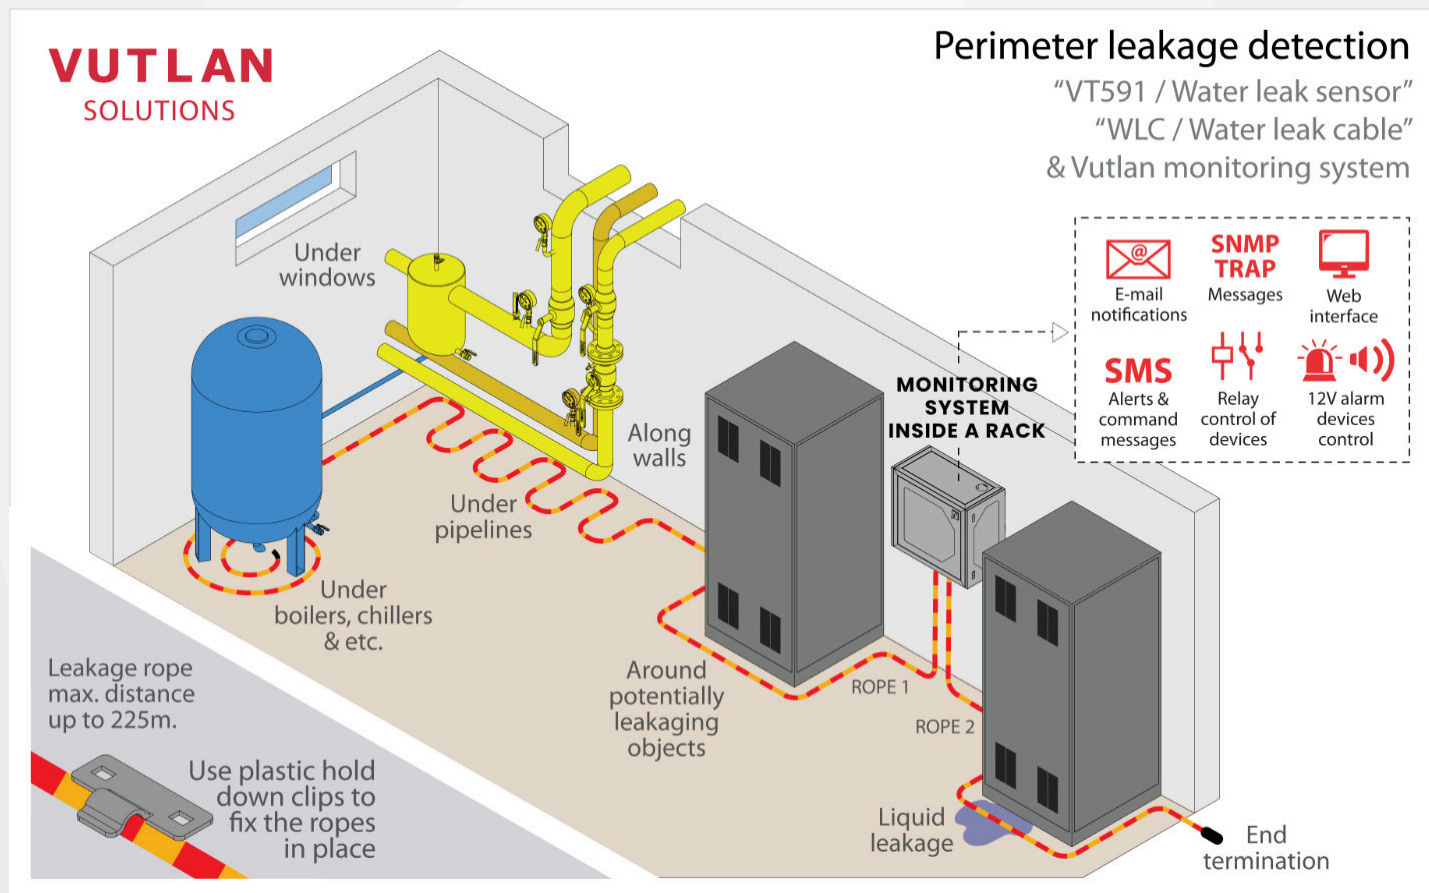 VUTLAN
SOLUTIONS
Perimeter leakage detection
“VT591 / Water leak sensor”
“WLC / Water leak cable”
& Vutlan monitoring system
@
E-mail
notifications
SNMP
TRAP
Messages
Web
interface
SMS
Alerts &
command
messages
Relay
control of
devices
12V alarm
devices
control
Under
windows
MONITORING
SYSTEM
INSIDE A RACK
Along
walls
Under
pipelines
Under
boilers, chillers
& etc.
Around
potentially
leakaging
objects
ROPE 1
ROPE 2
Leakage rope
max. distance
up to 225m.
Use plastic hold
down clips to
fix the ropes
in place
Liquid
leakage
End
termination